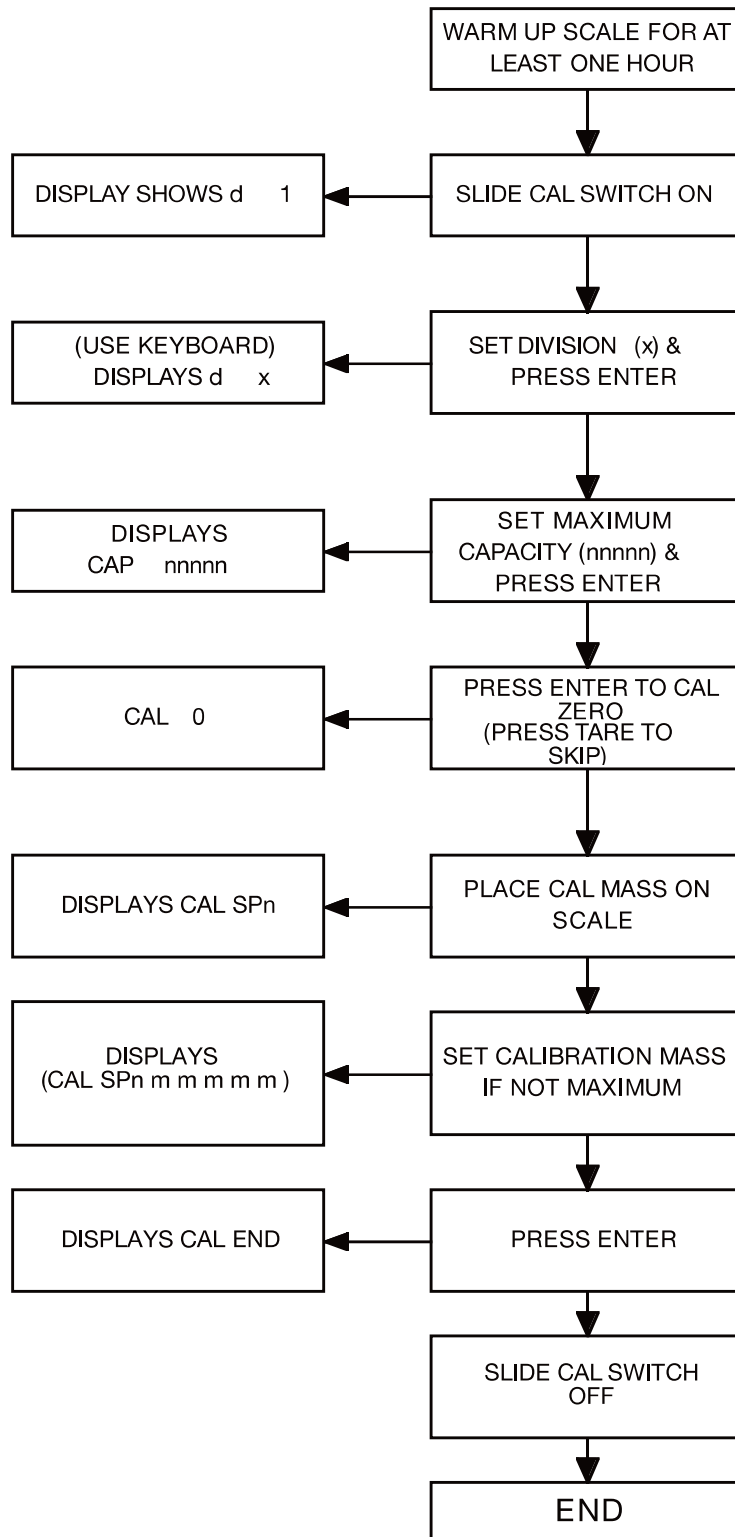 WARM UP SCALE FOR AT
LEAST ONE HOUR
DISPLAY SHOWS d 1
SLIDE CAL SWITCH ON
(USE KEYBOARD)
DISPLAYS d x
SET DIVISION (x) &
PRESS ENTER
DISPLAYS
CAP nnnnn
SET MAXIMUM
CAPACITY (nnnnn) &
PRESS ENTER
CAL 0
PRESS ENTER TO CAL
ZERO
(PRESS TARE TO
SKIP)
DISPLAYS CAL SPn
PLACE CAL MASS ON
SCALE
DISPLAYS
(CAL SPn m m m m m )
SET CALIBRATION MASS
IF NOT MAXIMUM
DISPLAYS CAL END
PRESS ENTER
SLIDE CAL SWITCH
OFF
END